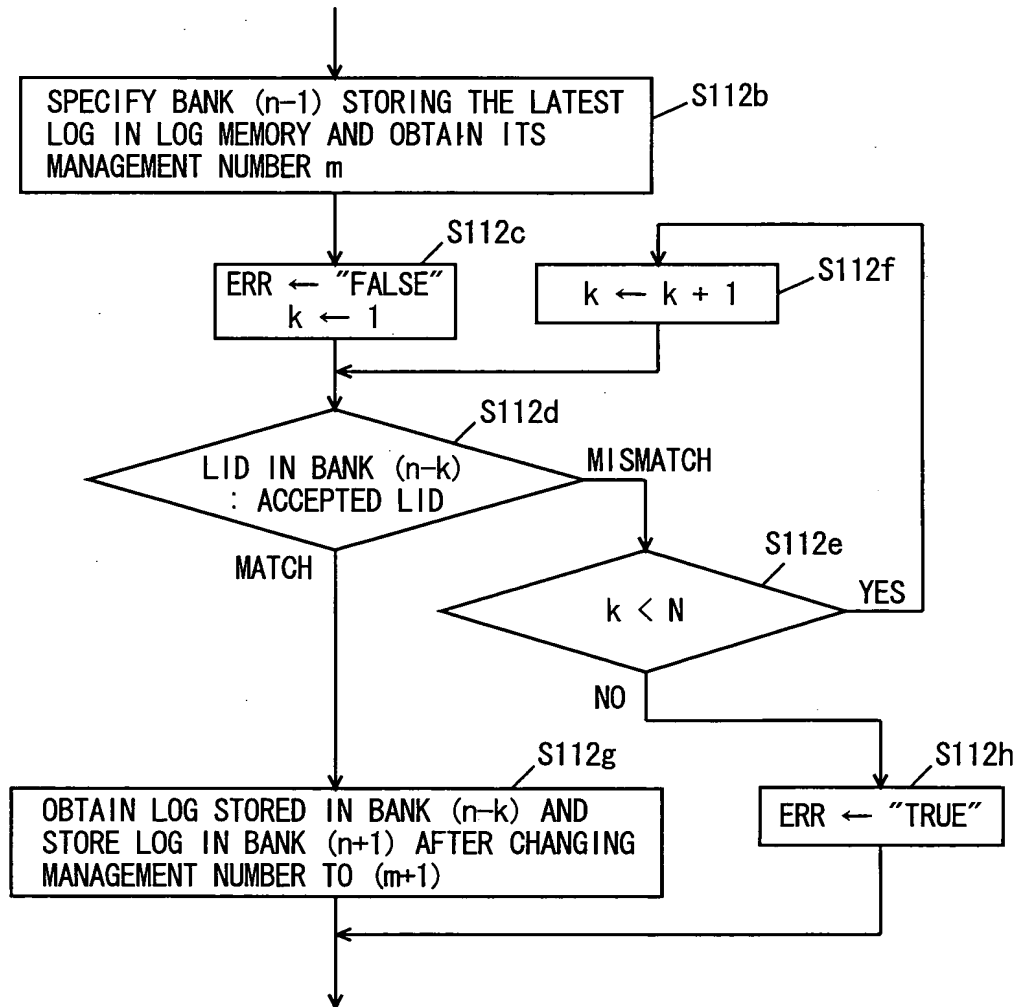 SPECIFY BANK (n-1) STORING THE LATEST
LOG IN LOG MEMORY AND OBTAIN ITS
MANAGEMENT NUMBER m
S112b
S112c
ERR ← "FALSE"
k ← 1
S112f
k ← k + 1
S112d
LID IN BANK (n-k)
: ACCEPTED LID
MISMATCH
MATCH
S112e
k < N
YES
NO
S112g
OBTAIN LOG STORED IN BANK (n-k) AND
STORE LOG IN BANK (n+1) AFTER CHANGING
MANAGEMENT NUMBER TO (m+1)
S112h
ERR ← "TRUE"